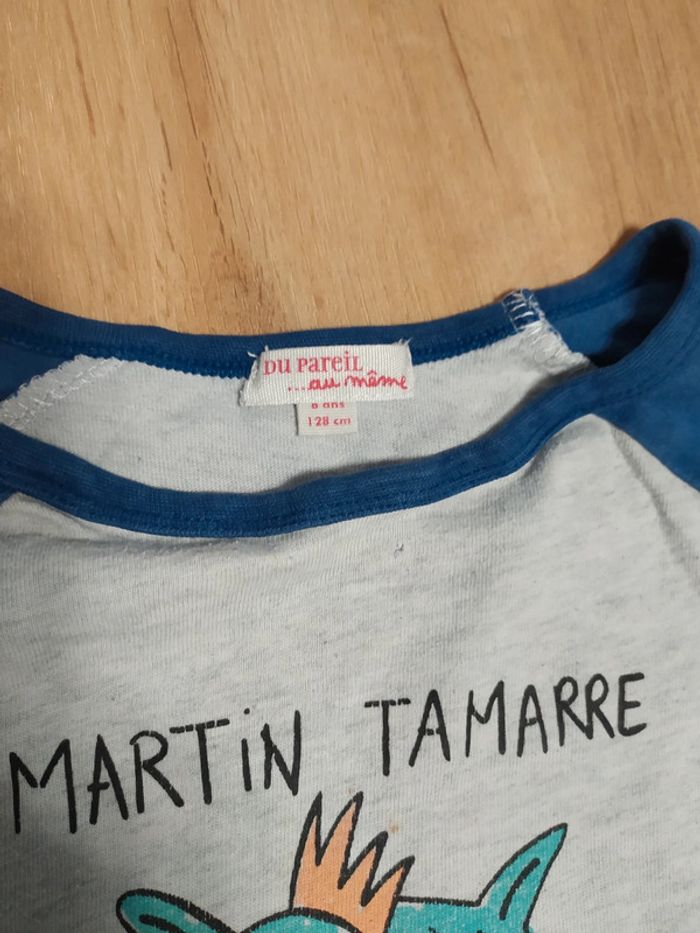 DU PAREIL
...au même
8 ans
128 cm
MARTiN TAMARRE